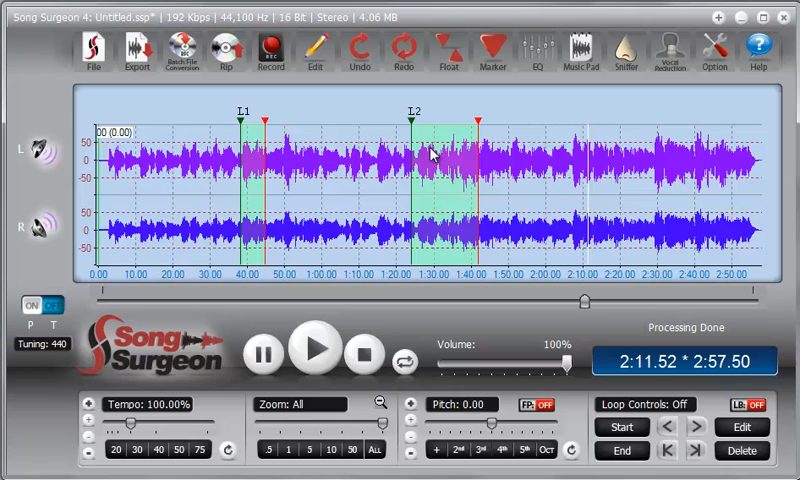 Song Surgeon 4: Untitled.ssp* | 192 Kbps | 44,100 Hz | 16 Bit | Stereo | 4.06 MB
File
Export
Batch File
Conversion
Rip
REC
Record
Edit
Undo
Redo
Float
Marker
EQ
Music Pad
Sniffer
Vocal
Reduction
Option
Help
L1
L2
00 (0.00)
L
50
0
-50
R
50
0
-50
0.00 10.00 20.00 30.00 40.00 50.00 1:00.00 1:10.00 1:20.00 1:30.00 1:40.00 1:50.00 2:00.00 2:10.00 2:20.00 2:30.00 2:40.00 2:50.00
ON OFF
P T
Tuning: 440
Song
Surgeon
Volume: 100%
Processing Done
2:11.52 * 2:57.50
Tempo: 100.00%
20 30 40 50 75
Zoom: All
.5 1 5 10 50 ALL
Pitch: 0.00
FP: OFF
+ 2nd 3rd 4th 5th Oct
Loop Controls: Off
LB: OFF
Start
Edit
End
Delete